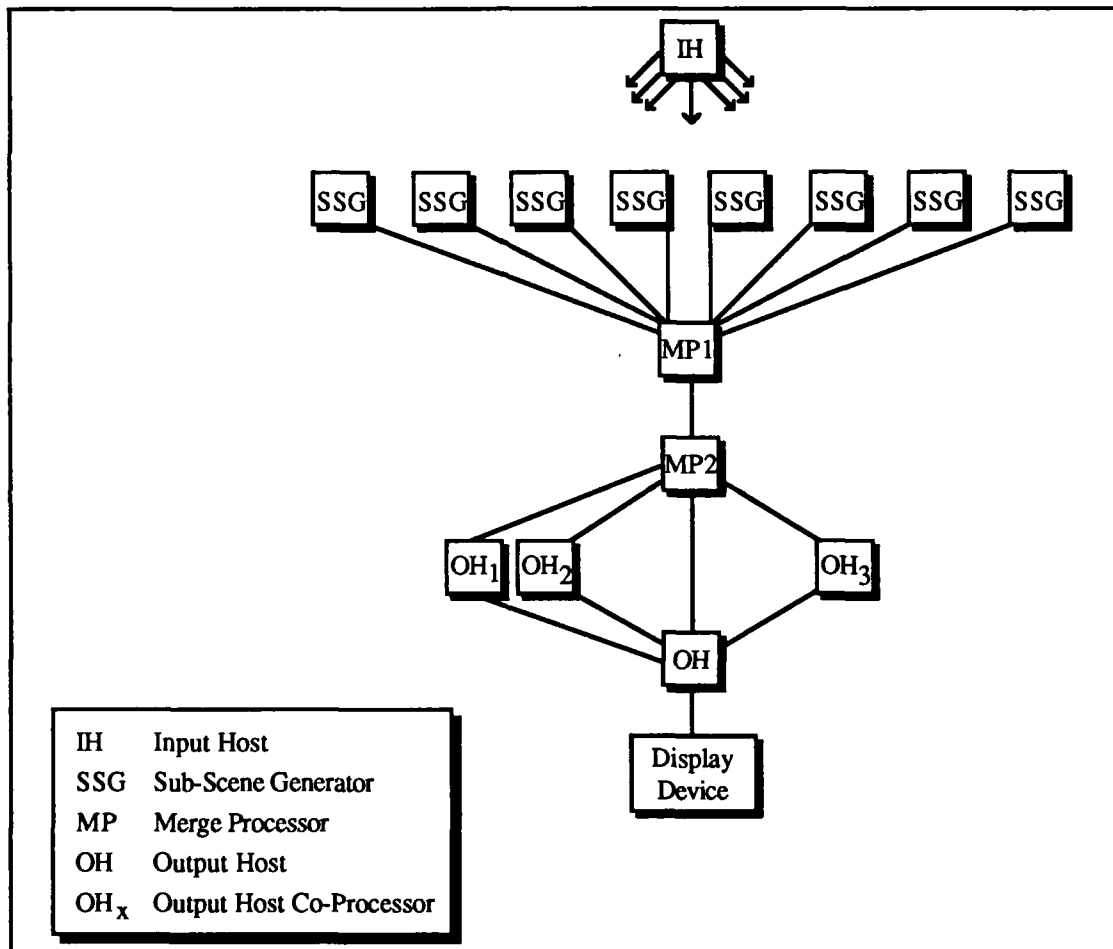 IH
SSG SSG SSG SSG SSG SSG SSG SSG
MP1
MP2
OH1 OH2 OH3
OH
Display
Device
IH Input Host
SSG Sub-Scene Generator
MP Merge Processor
OH Output Host
OHx Output Host Co-Processor